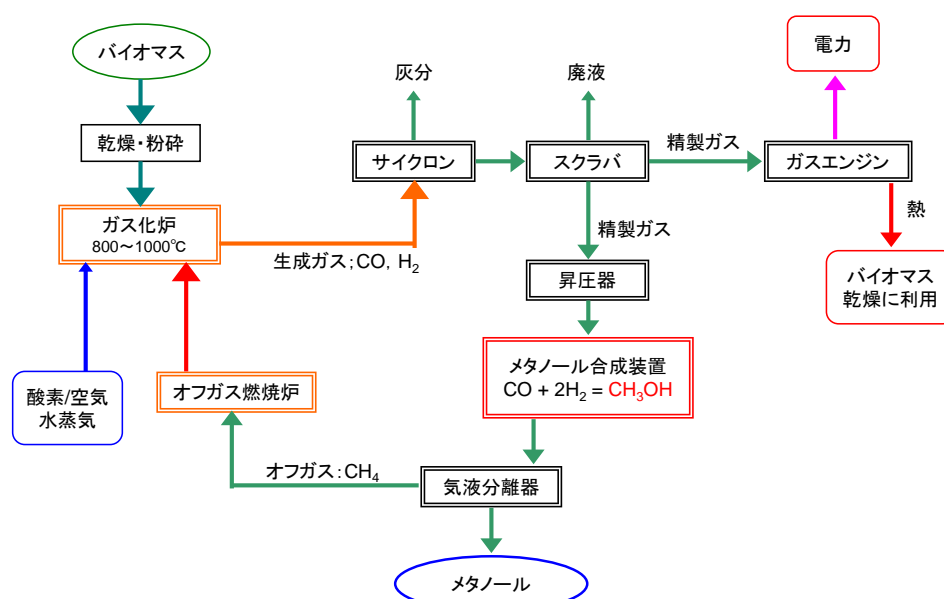 バイオマス
乾燥・粉砕
ガス化炉
800～1000℃
酸素/空気
水蒸気
オフガス燃焼炉
生成ガス；CO, H2
灰分
サイクロン
廃液
スクラバ
精製ガス
ガスエンジン
電力
熱
バイオマス
乾燥に利用
精製ガス
昇圧器
メタノール合成装置
CO + 2H2 = CH3OH
オフガス：CH4
気液分離器
メタノール